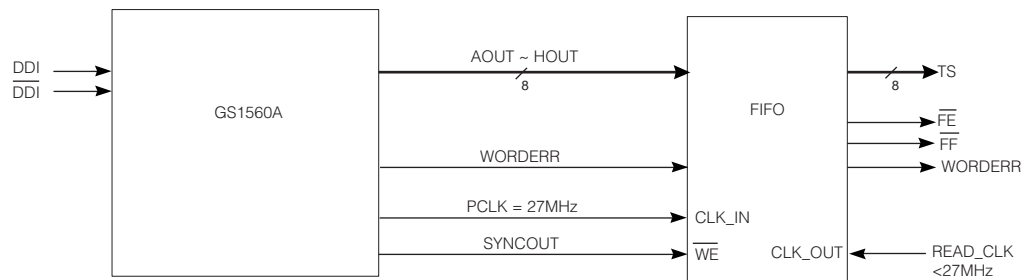 DDI
DDI
GS1560A
AOUT ~ HOUT
8
WORDERR
PCLK = 27MHz
SYNCOUT
FIFO
CLK_IN
WE
CLK_OUT
8
TS
FE
FF
WORDERR
READ_CLK
<27MHz